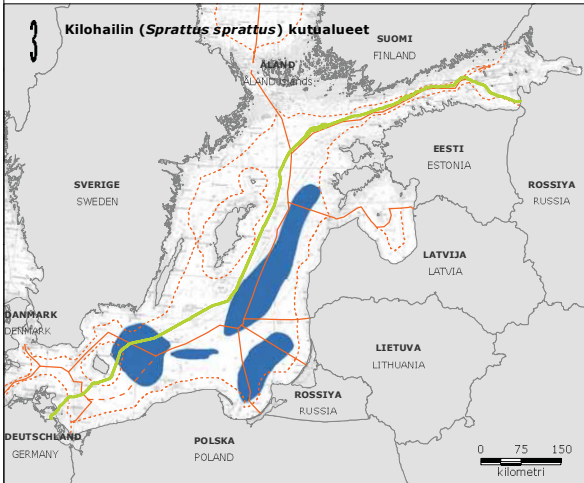 3
Kilohailin (Sprattus sprattus) kutualueet
SUOMI
FINLAND
ÅLAND
ÅLAND Islands
EESTI
ESTONIA
SVERIGE
SWEDEN
ROSSIYA
RUSSIA
LATVIJA
LATVIA
DANMARK
DENMARK
LIETUVA
LITHUANIA
ROSSIYA
RUSSIA
DEUTSCHLAND
GERMANY
POLSKA
POLAND
0 75 150
kilometri